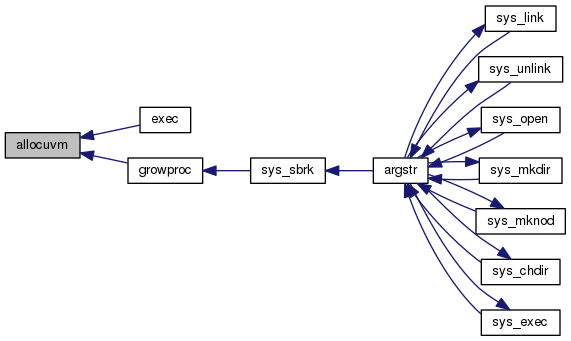 allocuvm
exec
growproc
sys_sbrk
argstr
sys_link
sys_unlink
sys_open
sys_mkdir
sys_mknod
sys_chdir
sys_exec